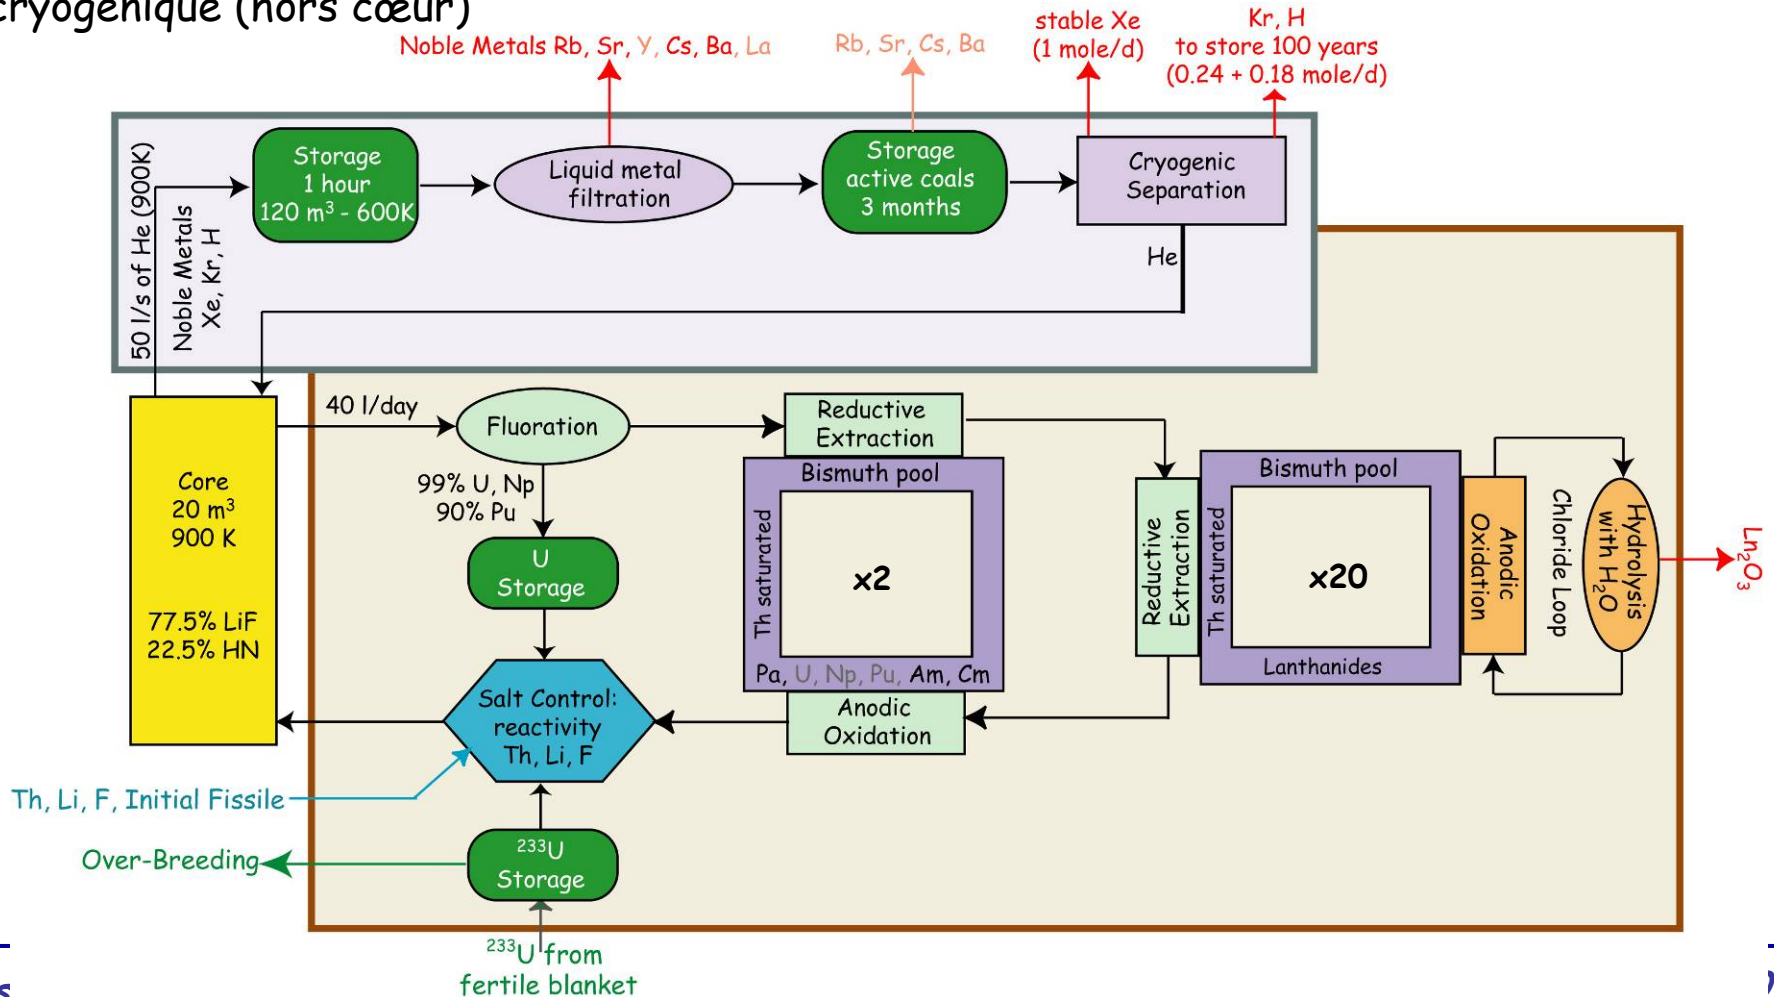 cryogénique (hors cœur)
Noble Metals Rb, Sr, Y, Cs, Ba, La
Rb, Sr, Cs, Ba
stable Xe
(1 mole/d)
Kr, H
to store 100 years
(0.24 + 0.18 mole/d)
50 l/s of He (900K)
Noble Metals
Xe, Kr, H
Storage
1 hour
120 m³ - 600K
Liquid metal
filtration
Storage
active coals
3 months
Cryogenic
Separation
He
Core
20 m³
900 K
77.5% LiF
22.5% HN
40 l/day
Fluoration
99% U, Np
90% Pu
U
Storage
Reductive
Extraction
Bismuth pool
Th saturated
x2
Pa, U, Np, Pu, Am, Cm
Anodic
Oxidation
Reductive
Extraction
Bismuth pool
Th saturated
x20
Lanthanides
Anodic
Oxidation
Chloride Loop
Hydrolysis
with H₂O
Ln₂O₃
Salt Control:
reactivity
Th, Li, F
Th, Li, F, Initial Fissile
Over-Breeding
²³³U
Storage
²³³U from
fertile blanket